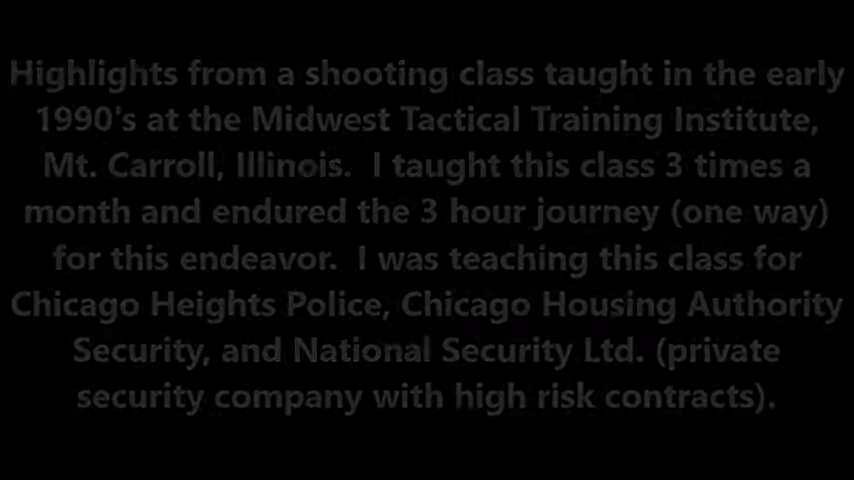 Highlights from a shooting class taught in the early
1990's at the Midwest Tactical Training Institute,
Mt. Carroll, Illinois.  I taught this class 3 times a
month and endured the 3 hour journey (one way)
for this endeavor.  I was teaching this class for
Chicago Heights Police, Chicago Housing Authority
Security, and National Security Ltd. (private
security company with high risk contracts).